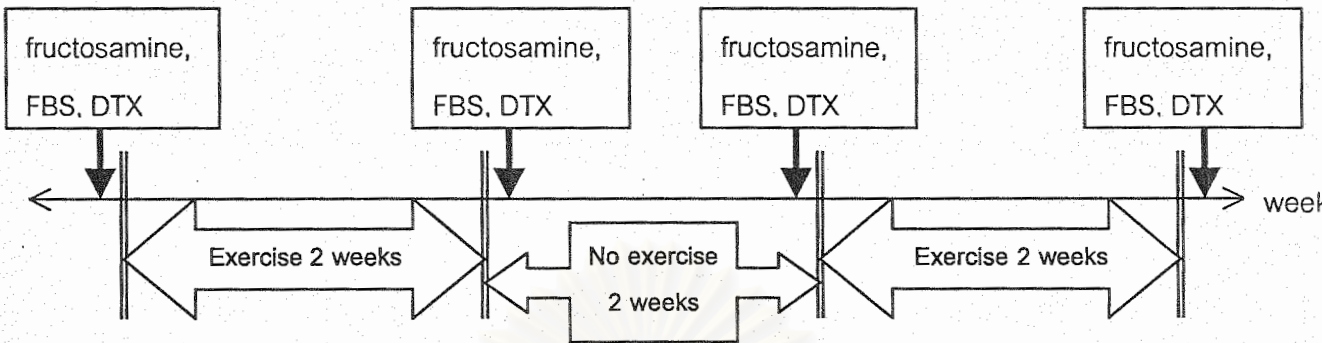 fructosamine,
FBS, DTX
fructosamine,
FBS, DTX
fructosamine,
FBS, DTX
fructosamine,
FBS, DTX
week
Exercise 2 weeks
No exercise
2 weeks
Exercise 2 weeks